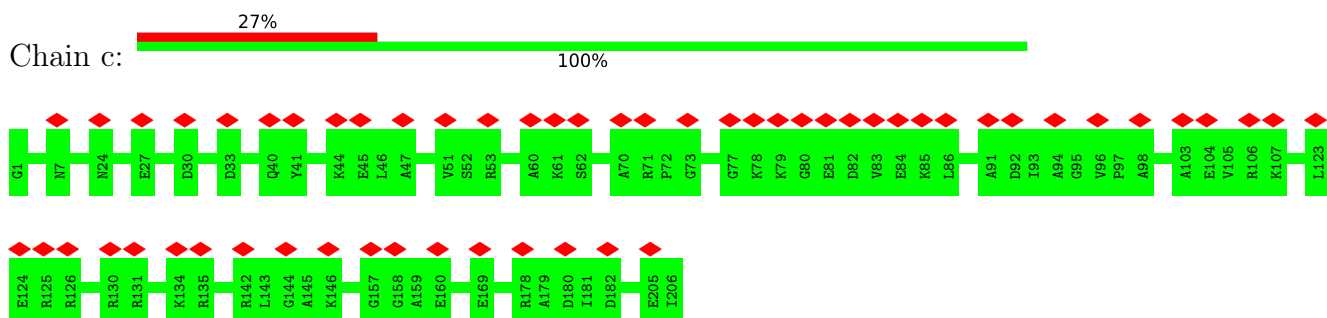 27%
Chain c:
100%
G1 N7 N24 E27 D30 D33 Q40 Y41 K44 E45 L46 A47 V51 S52 R53 A60 K61 S62 A70 R71 P72 G73 G77 K78 K79 G80 E81 D82 V83 E84 K85 L86 A91 D92 I93 A94 G95 V96 P97 A98 A103 E104 V105 R106 K107 L123
E124 R125 R126 R130 R131 K134 R135 R142 L143 G144 A145 K146 G157 G158 A159 E160 E169 R178 A179 D180 I181 D182 E205 I206